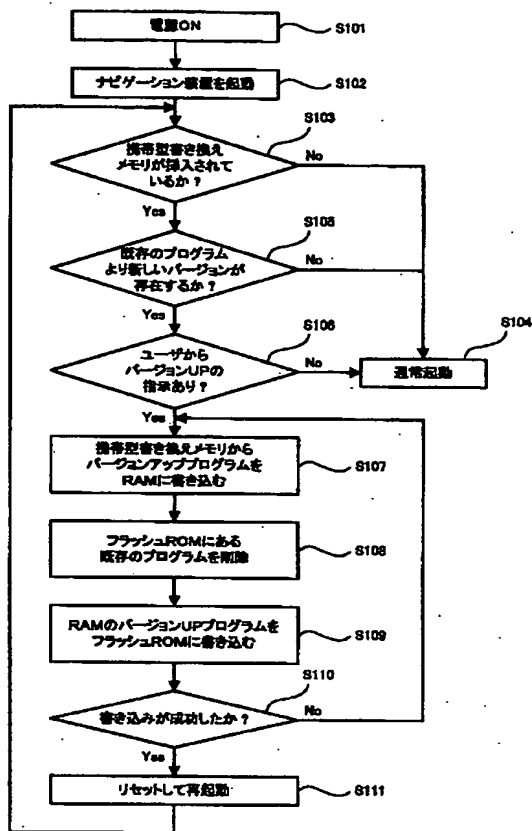 電源ON
S101
ナビゲーション装置を起動
S102
S103
携帯型書き換え
メモリが挿入されて
いるか？
No
Yes
S105
既存のプログラム
より新しいバージョンが
存在するか？
No
Yes
S106
S104
ユーザから
バージョンUPの
指示あり？
No
通常起動
Yes
携帯型書き換えメモリから
バージョンアッププログラムを
RAMに書き込む
S107
フラッシュROMにある
既存のプログラムを削除
S108
RAMのバージョンUPプログラムを
フラッシュROMに書き込む
S109
S110
書き込みが成功したか？
No
Yes
リセットして再起動
S111